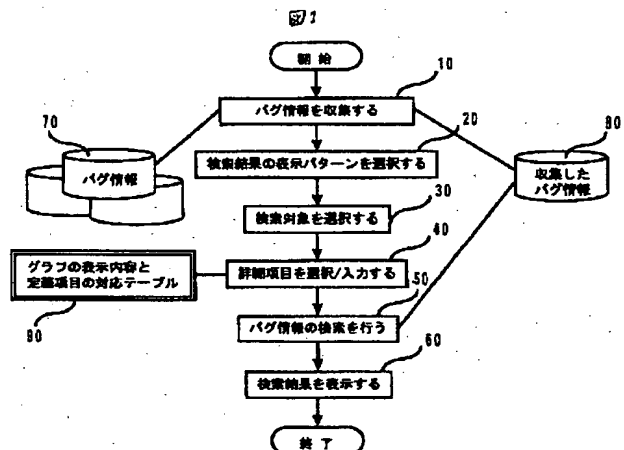 図1
開始
10
バグ情報を収集する
20
70
80
検索結果の表示パターンを選択する
バグ情報
収集した
バグ情報
30
検索対象を選択する
40
グラフの表示内容と
定義項目の対応テーブル
詳細項目を選択/入力する
50
90
バグ情報の検索を行う
60
検索結果を表示する
終了